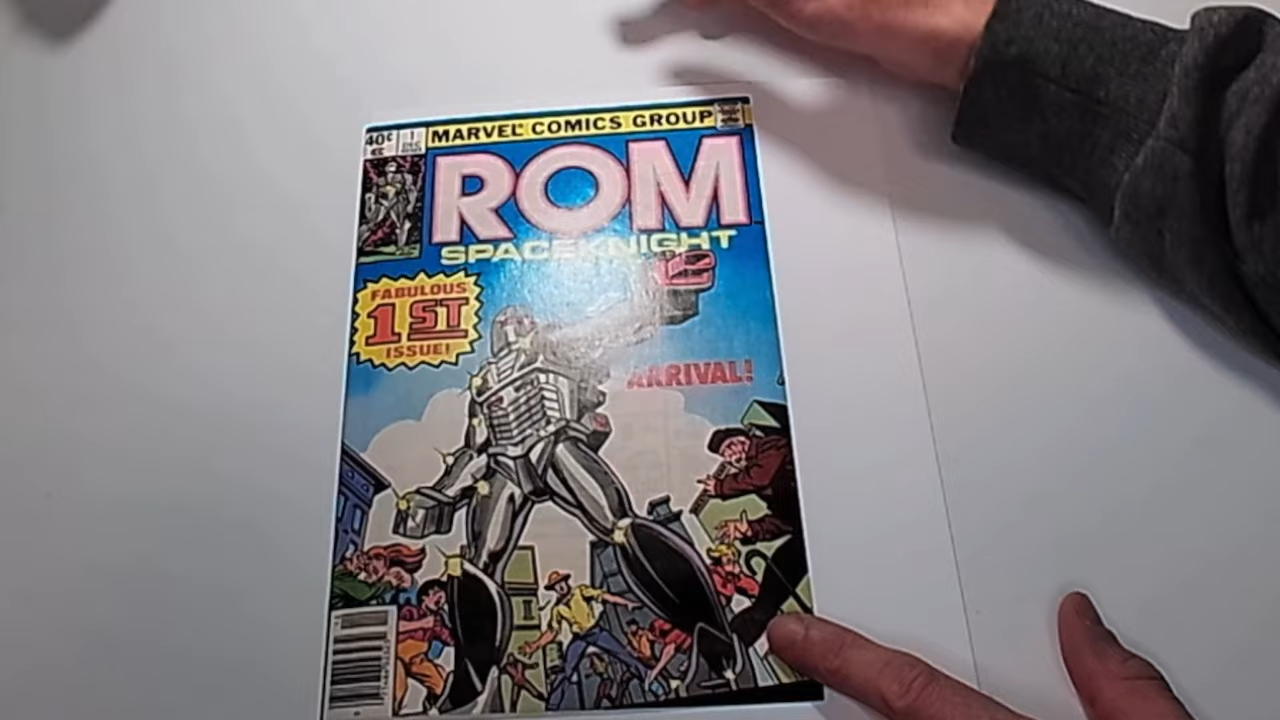 MARVEL COMICS GROUP
40¢
1
DEC
ROM
SPACEKNIGHT
FABULOUS
1ST
ISSUE!
ARRIVAL!